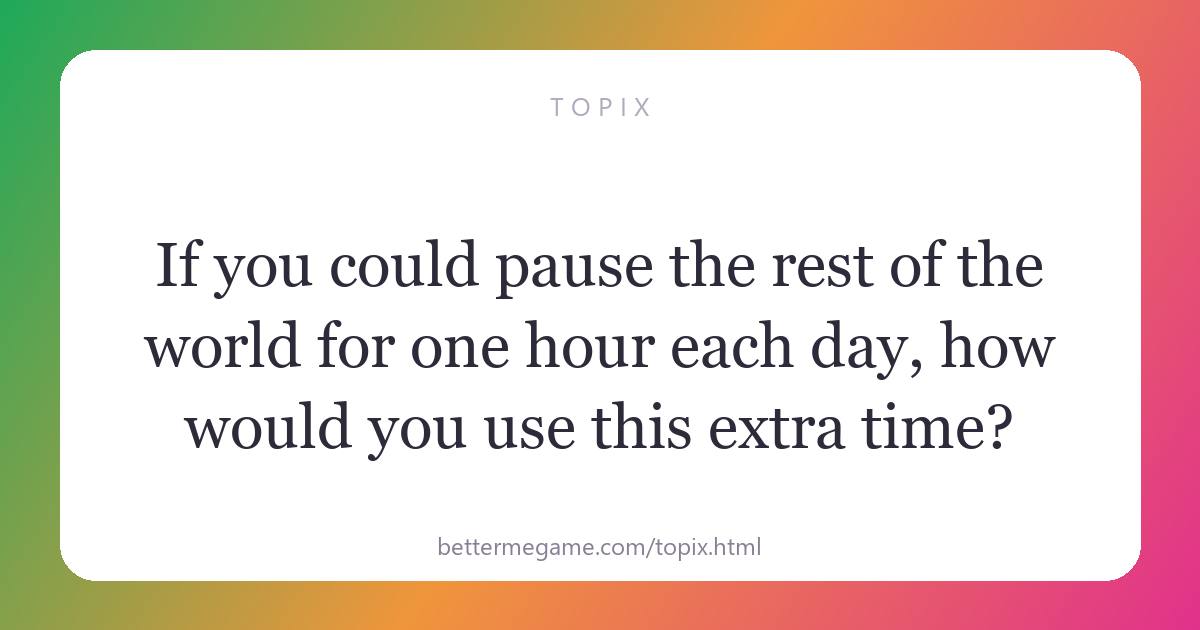 TOPIX
If you could pause the rest of the
world for one hour each day, how
would you use this extra time?
bettermegame.com/topix.html